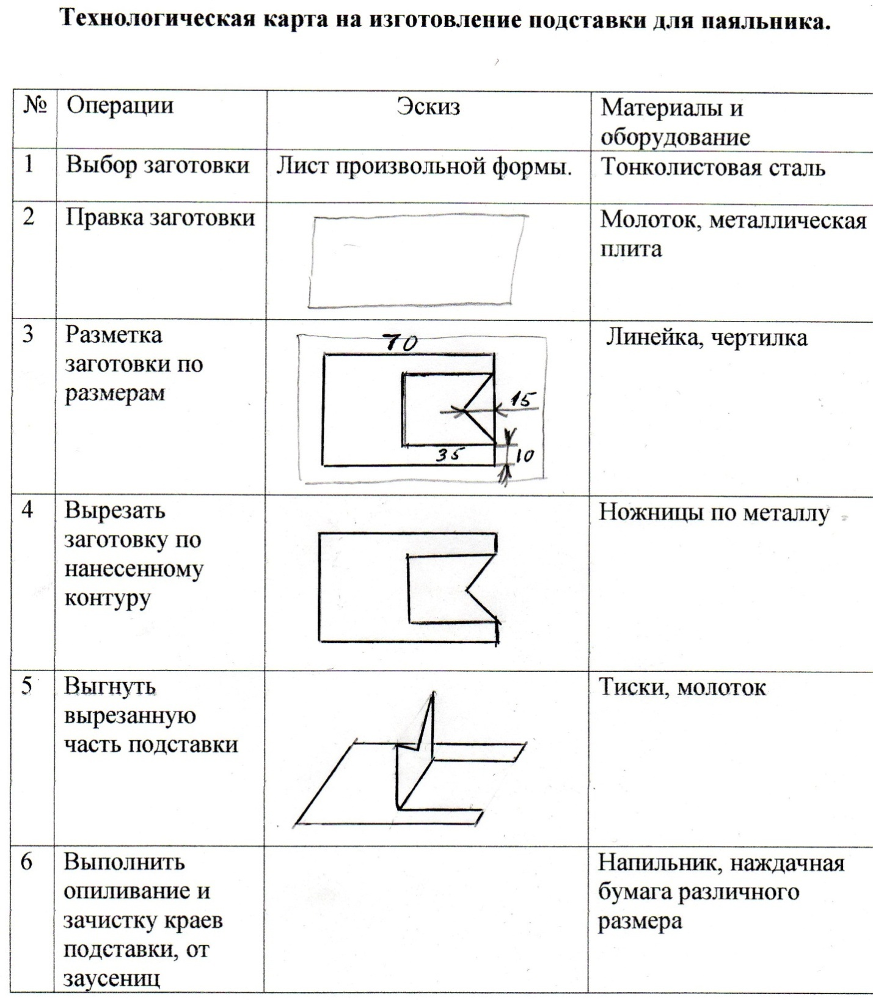 Технологическая карта на изготовление подставки для паяльника.
№ Операции Эскиз Материалы и
оборудование
1 Выбор заготовки Лист произвольной формы. Тонколистовая сталь
2 Правка заготовки Молоток, металлическая
плита
3 Разметка Линейка, чертилка
заготовки по
размерам
70
15
35
10
4 Вырезать Ножницы по металлу
заготовку по
нанесенному
контуру
5 Выгнуть Тиски, молоток
вырезанную
часть подставки
6 Выполнить Напильник, наждачная
опиливание и бумага различного
зачистку краев размера
подставки, от
заусениц